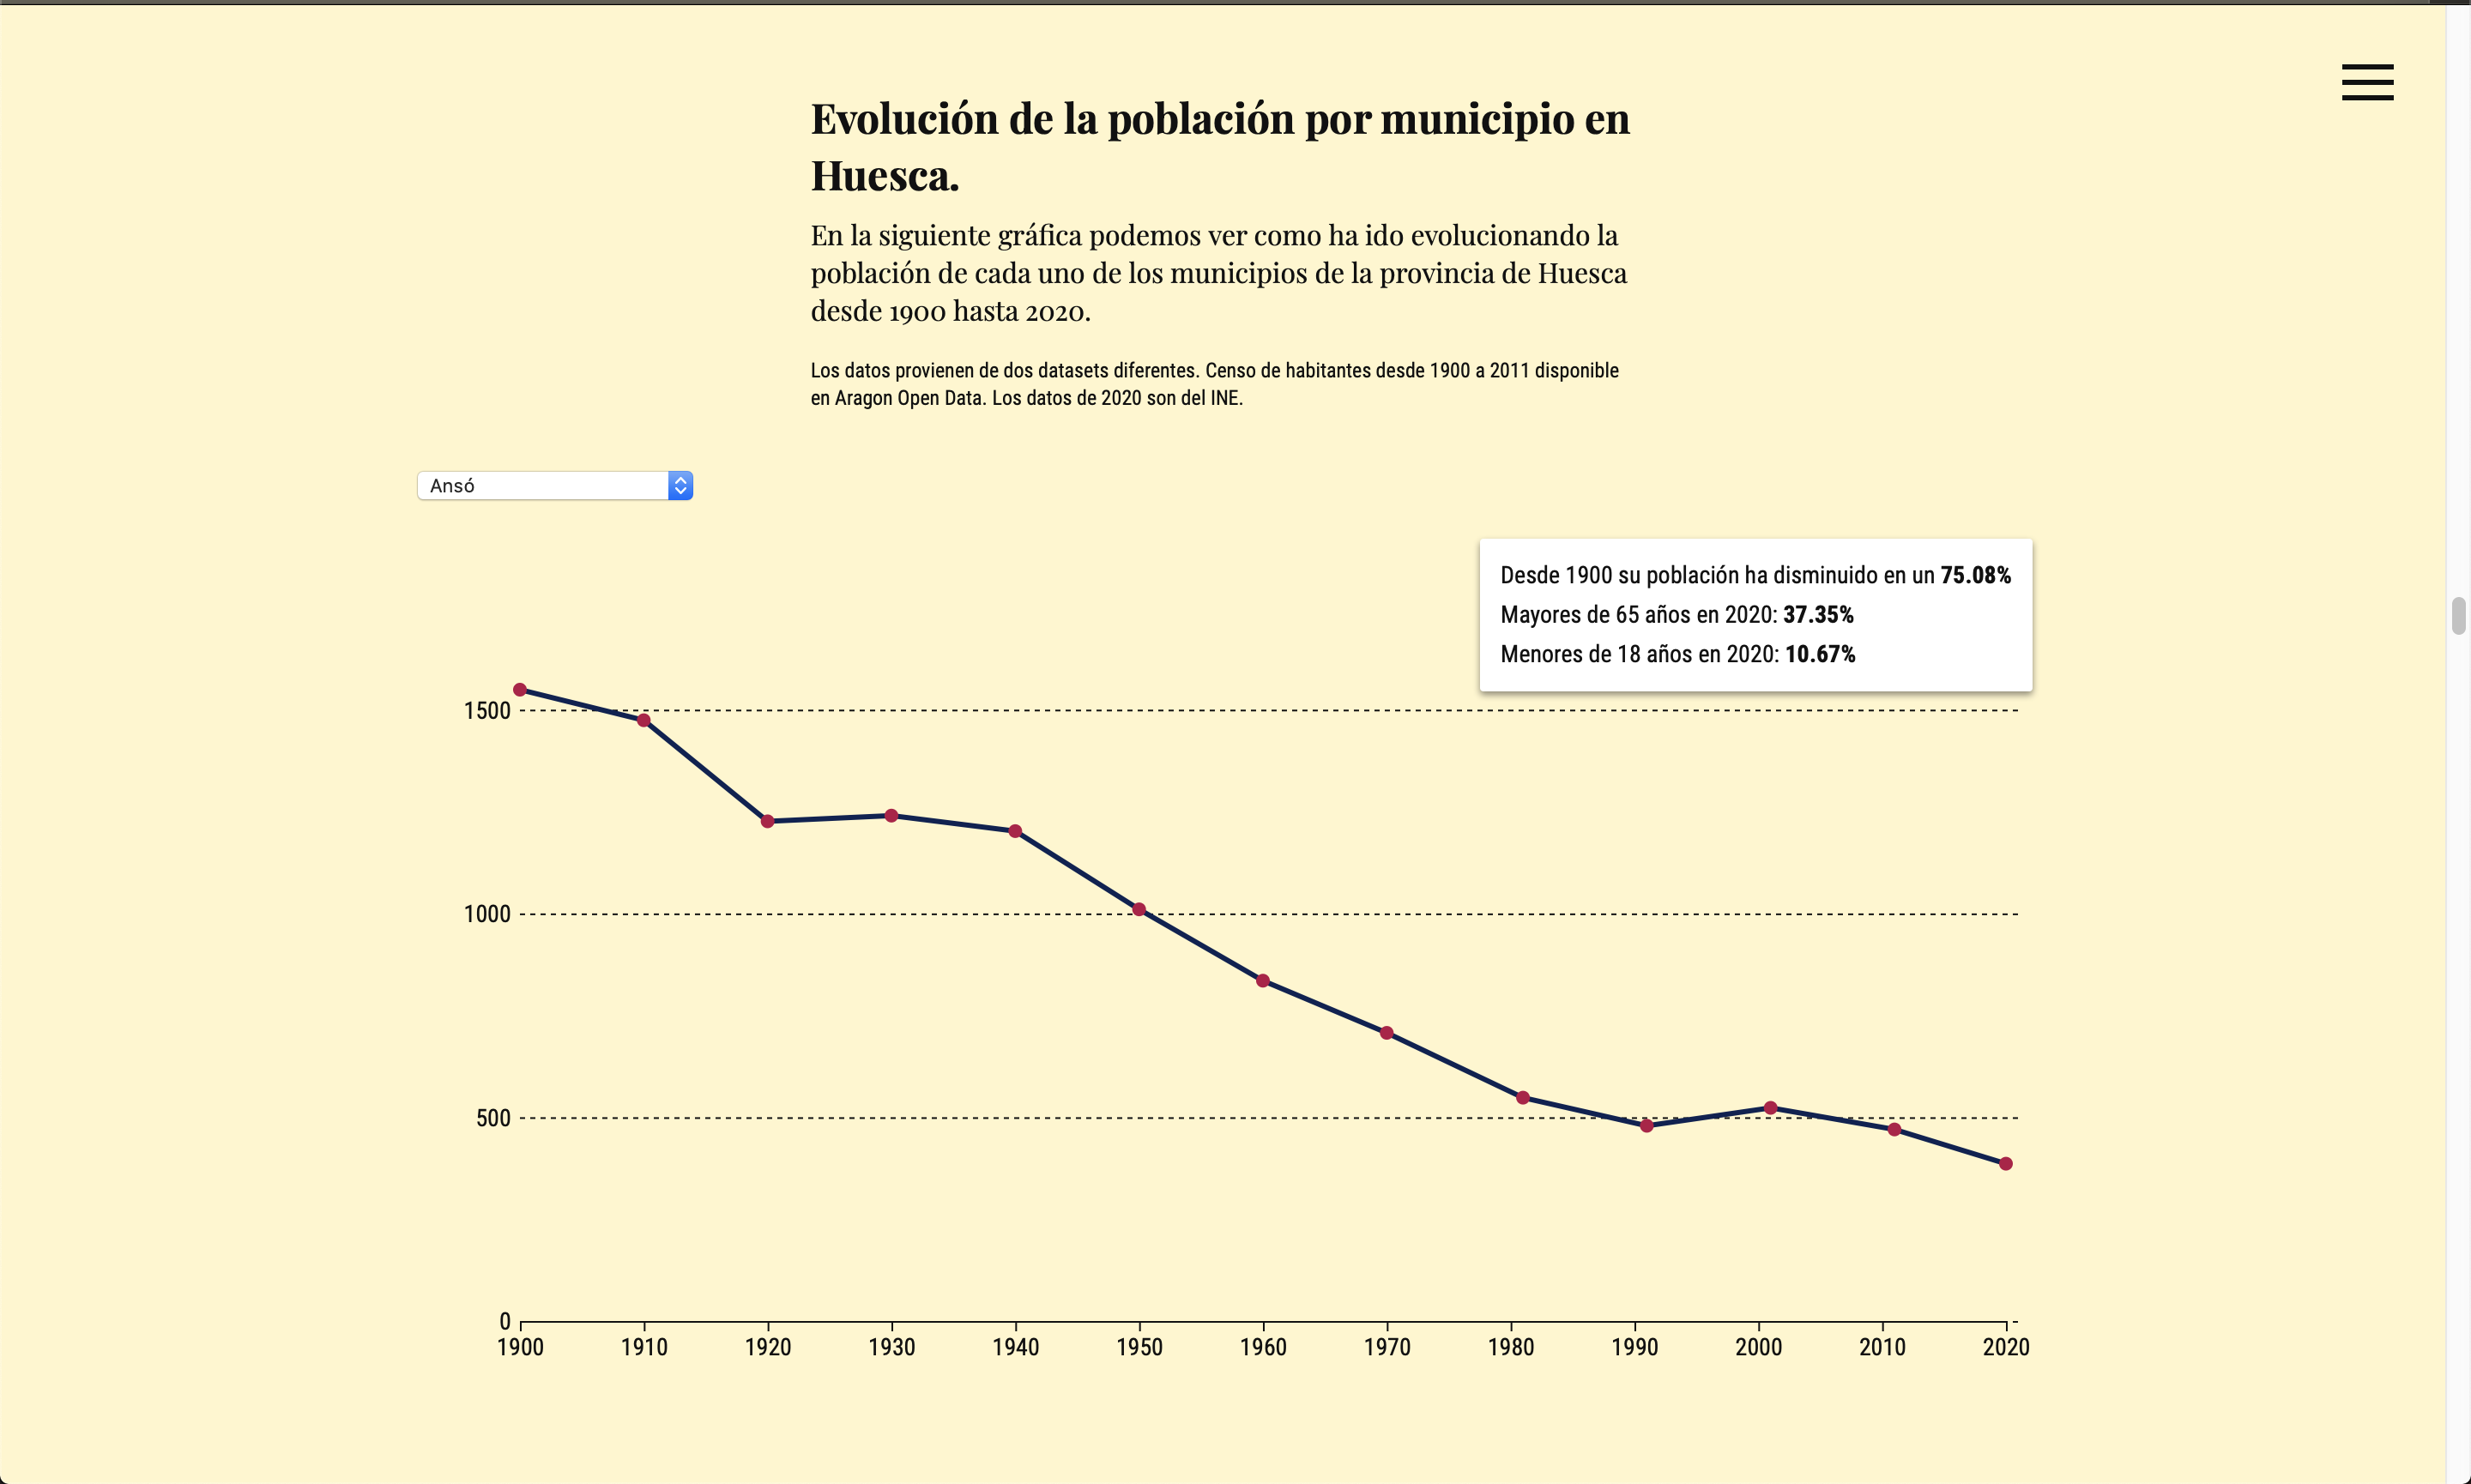 Evolución de la población por municipio en
Huesca.
En la siguiente gráfica podemos ver como ha ido evolucionando la
población de cada uno de los municipios de la provincia de Huesca
desde 1900 hasta 2020.
Los datos provienen de dos datasets diferentes. Censo de habitantes desde 1900 a 2011 disponible
en Aragon Open Data. Los datos de 2020 son del INE.
Ansó
Desde 1900 su población ha disminuido en un 75.08%
Mayores de 65 años en 2020: 37.35%
Menores de 18 años en 2020: 10.67%
1500
1000
500
0
1900 1910 1920 1930 1940 1950 1960 1970 1980 1990 2000 2010 2020